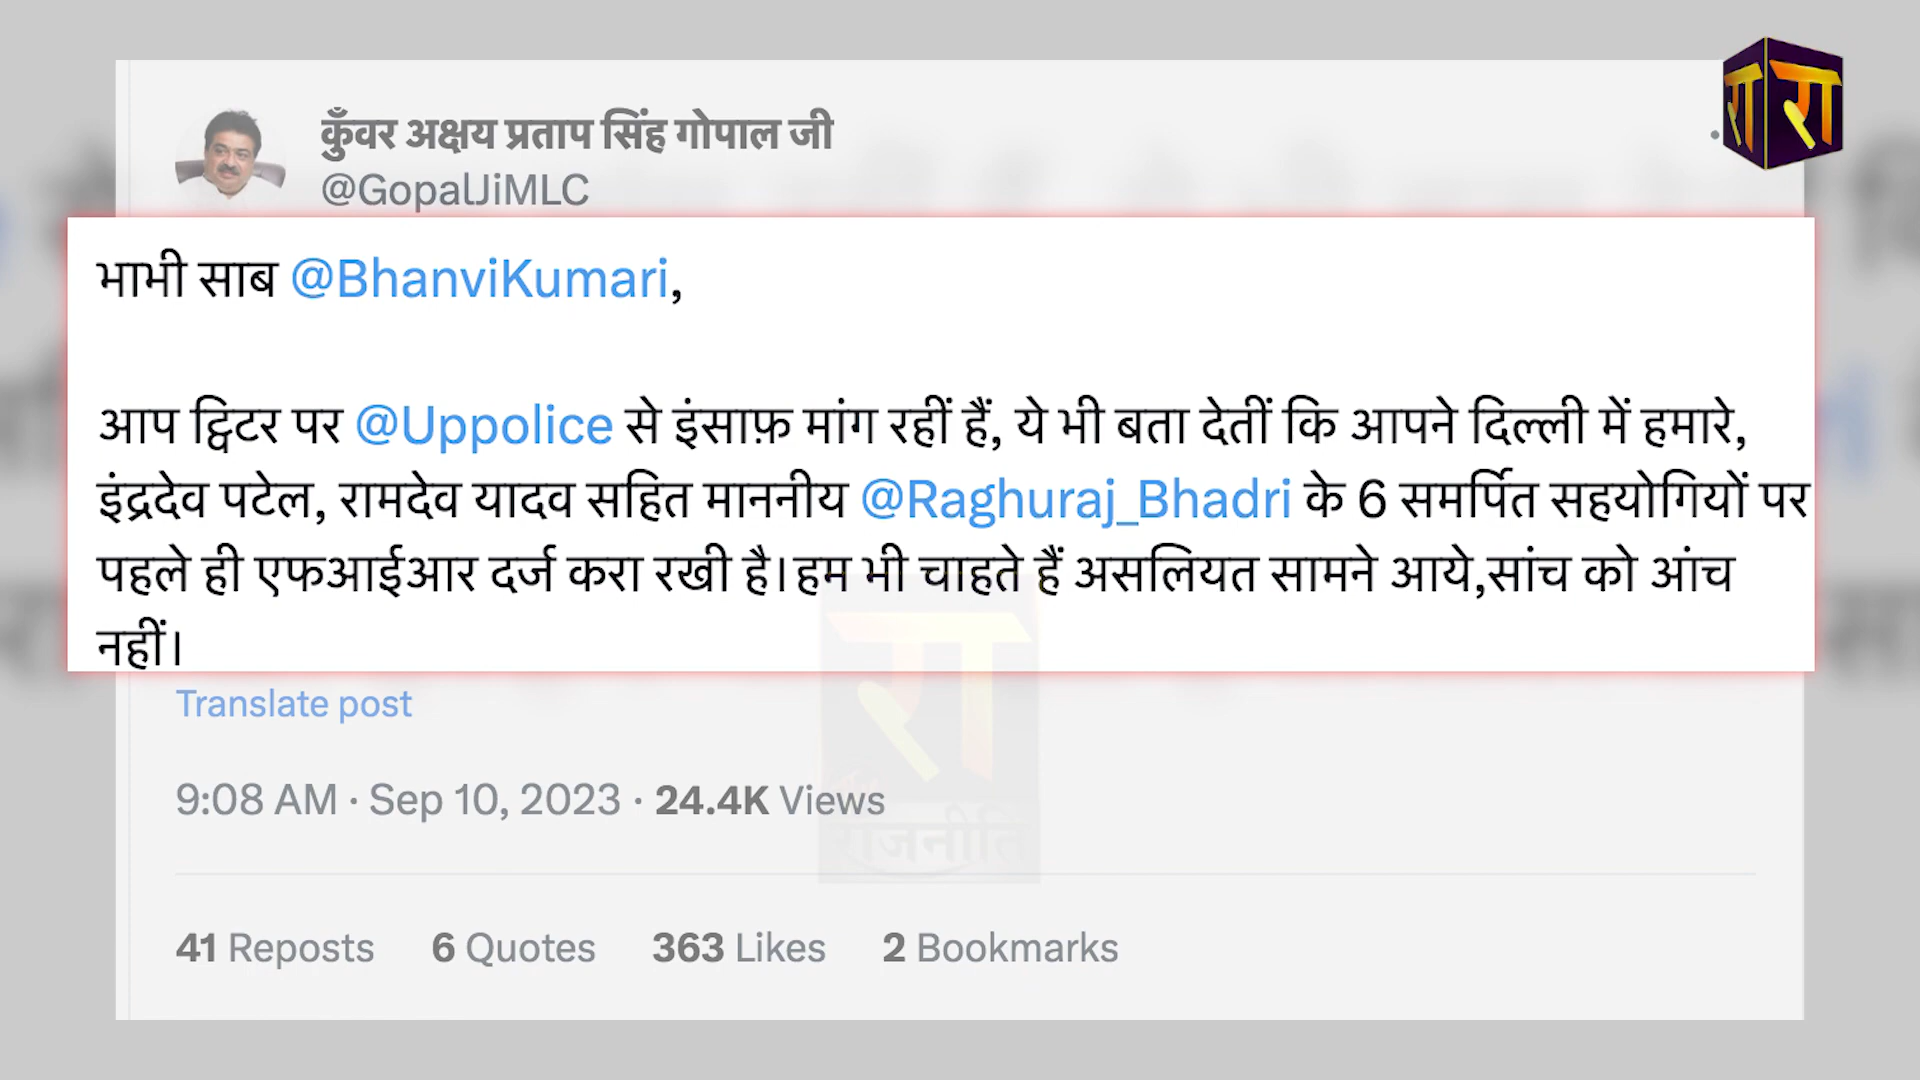 कुँवर अक्षय प्रताप सिंह गोपाल जी
@GopalJiMLC
रा रा
भाभी साब @BhanviKumari,
आप ट्विटर पर @Uppolice से इंसाफ़ मांग रहीं हैं, ये भी बता देतीं कि आपने दिल्ली में हमारे,
इंद्रदेव पटेल, रामदेव यादव सहित माननीय @Raghuraj_Bhadri के 6 समर्पित सहयोगियों पर
पहले ही एफआईआर दर्ज करा रखी है।हम भी चाहते हैं असलियत सामने आये,सांच को आंच
नहीं।
Translate post
9:08 AM · Sep 10, 2023 · 24.4K Views
रा
राजनीति
41 Reposts 6 Quotes 363 Likes 2 Bookmarks